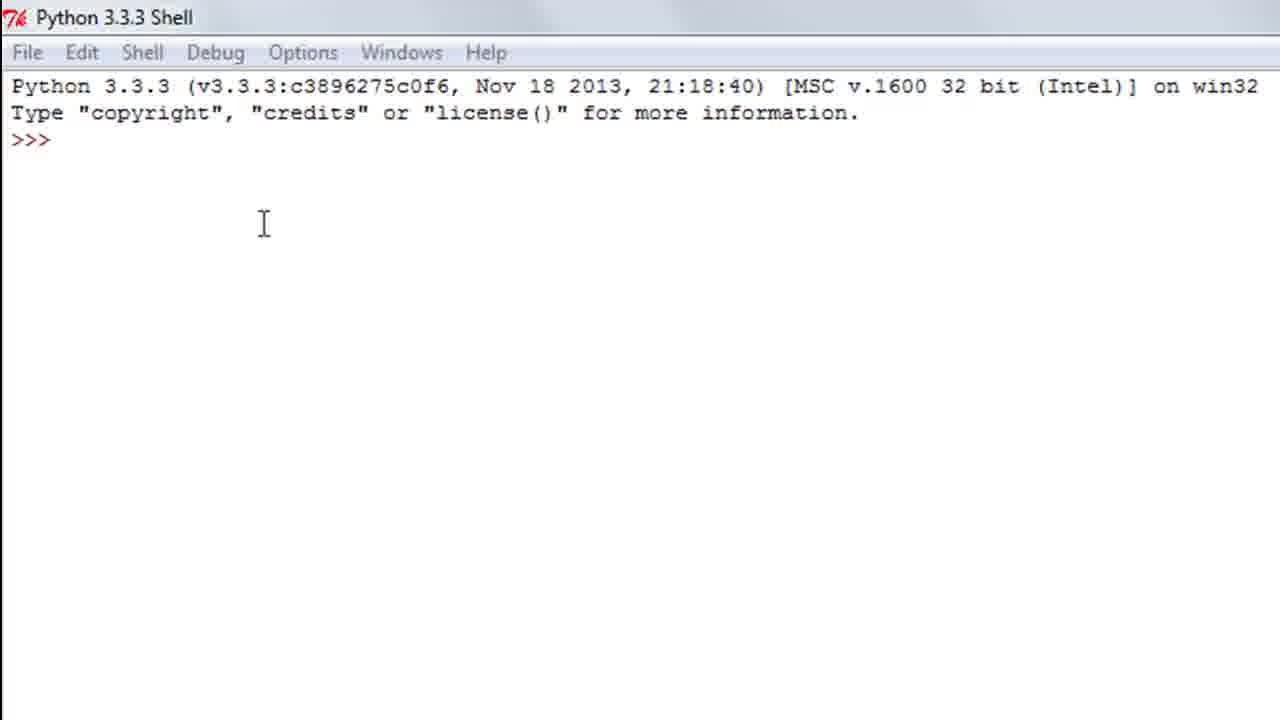 Python 3.3.3 Shell
File Edit Shell Debug Options Windows Help
Python 3.3.3 (v3.3.3:c3896275c0f6, Nov 18 2013, 21:18:40) [MSC v.1600 32 bit (Intel)] on win32
Type "copyright", "credits" or "license()" for more information.
>>>